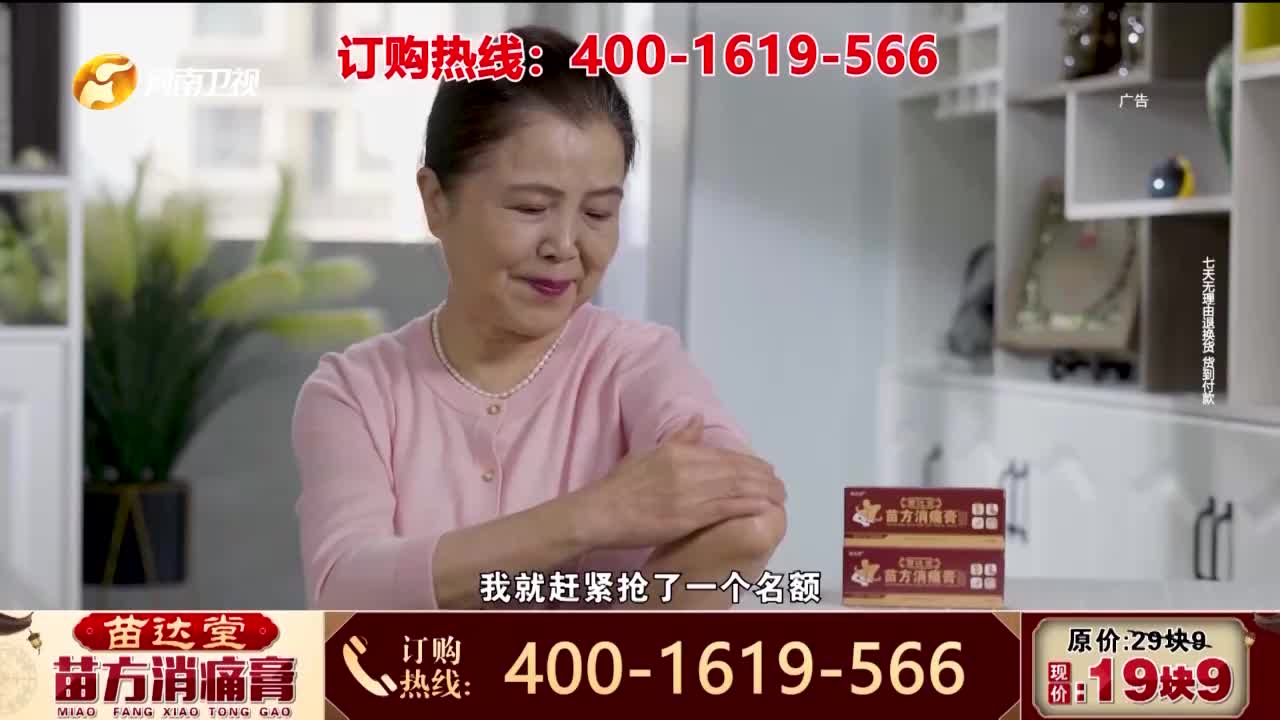 订购热线：400-1619-566
河南卫视
广告
七天无理由退换货 货到付款
苗达堂
苗方消痛膏
苗方消痛膏
我就赶紧抢了一个名额
苗达堂
苗方消痛膏
MIAO FANG XIAO TONG GAO
订购
热线：
400-1619-566
原价:29块9
现价:19块9